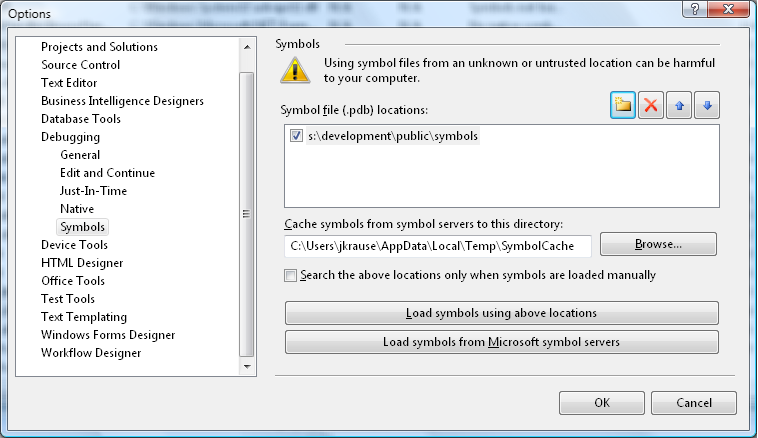 Options
Projects and Solutions
Source Control
Text Editor
Business Intelligence Designers
Database Tools
Debugging
General
Edit and Continue
Just-In-Time
Native
Symbols
Device Tools
HTML Designer
Office Tools
Test Tools
Text Templating
Windows Forms Designer
Workflow Designer
Symbols
Using symbol files from an unknown or untrusted location can be harmful
to your computer.
Symbol file (.pdb) locations:
s:\development\public\symbols
Cache symbols from symbol servers to this directory:
C:\Users\jkrause\AppData\Local\Temp\SymbolCache
Browse...
Search the above locations only when symbols are loaded manually
Load symbols using above locations
Load symbols from Microsoft symbol servers
OK
Cancel